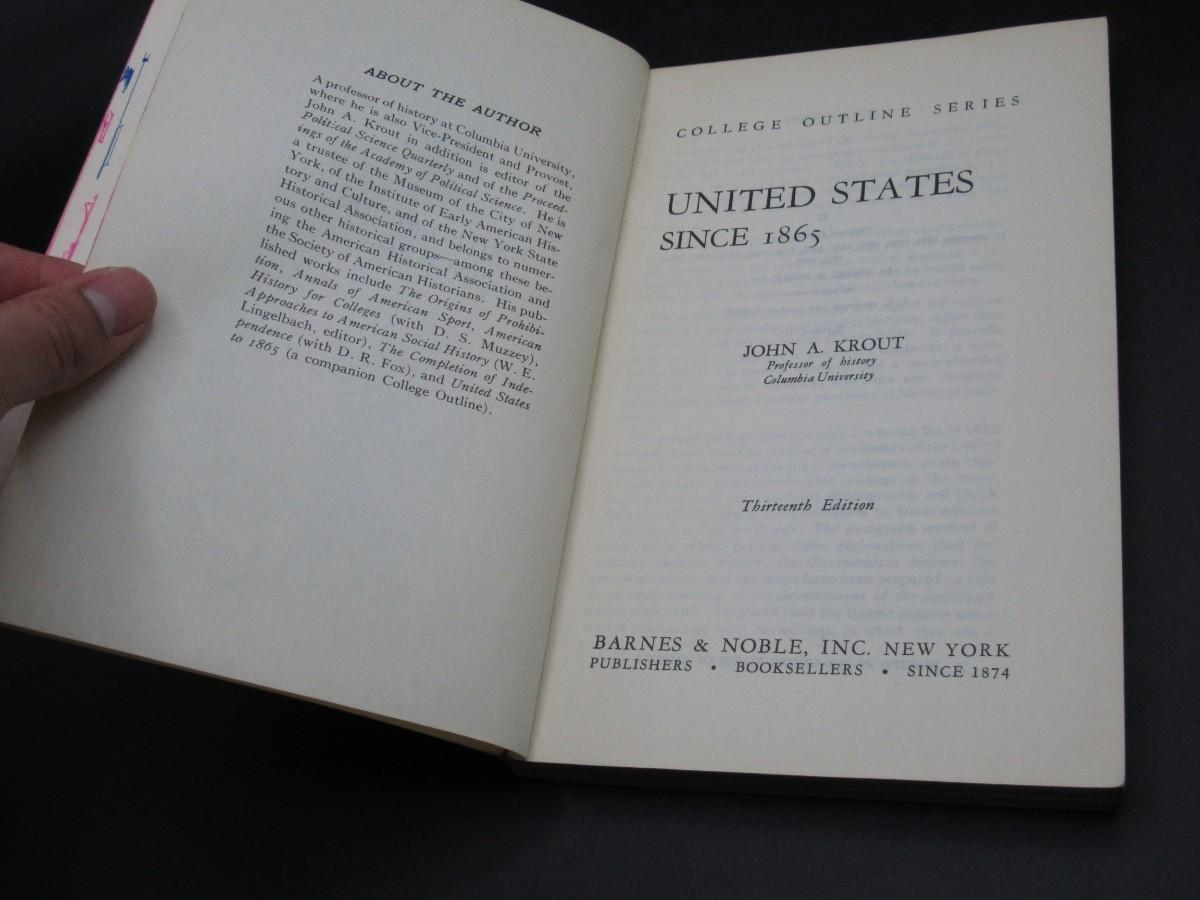 ABOUT THE AUTHOR
A professor of history at Columbia University,
where he is also Vice-President and Provost,
John A. Krout in addition is editor of the
Political Science Quarterly and of the Proceed-
ings of the Academy of Political Science. He is
a trustee of the Museum of the City of New
York, of the Institute of Early American His-
tory and Culture, and of the New York State
Historical Association, and belongs to numer-
ous other historical groups—among these be-
ing the American Historical Association and
the Society of American Historians. His pub-
lished works include The Origins of Prohibi-
tion, Annals of American Sport, American
History for Colleges (with D. S. Muzzey),
Approaches to American Social History (W. E.
Lingelbach, editor), The Completion of Inde-
pendence (with D. R. Fox), and United States
to 1865 (a companion College Outline).
COLLEGE OUTLINE SERIES
UNITED STATES
SINCE 1865
JOHN A. KROUT
Professor of history
Columbia University
Thirteenth Edition
BARNES & NOBLE, INC. NEW YORK
PUBLISHERS • BOOKSELLERS • SINCE 1874